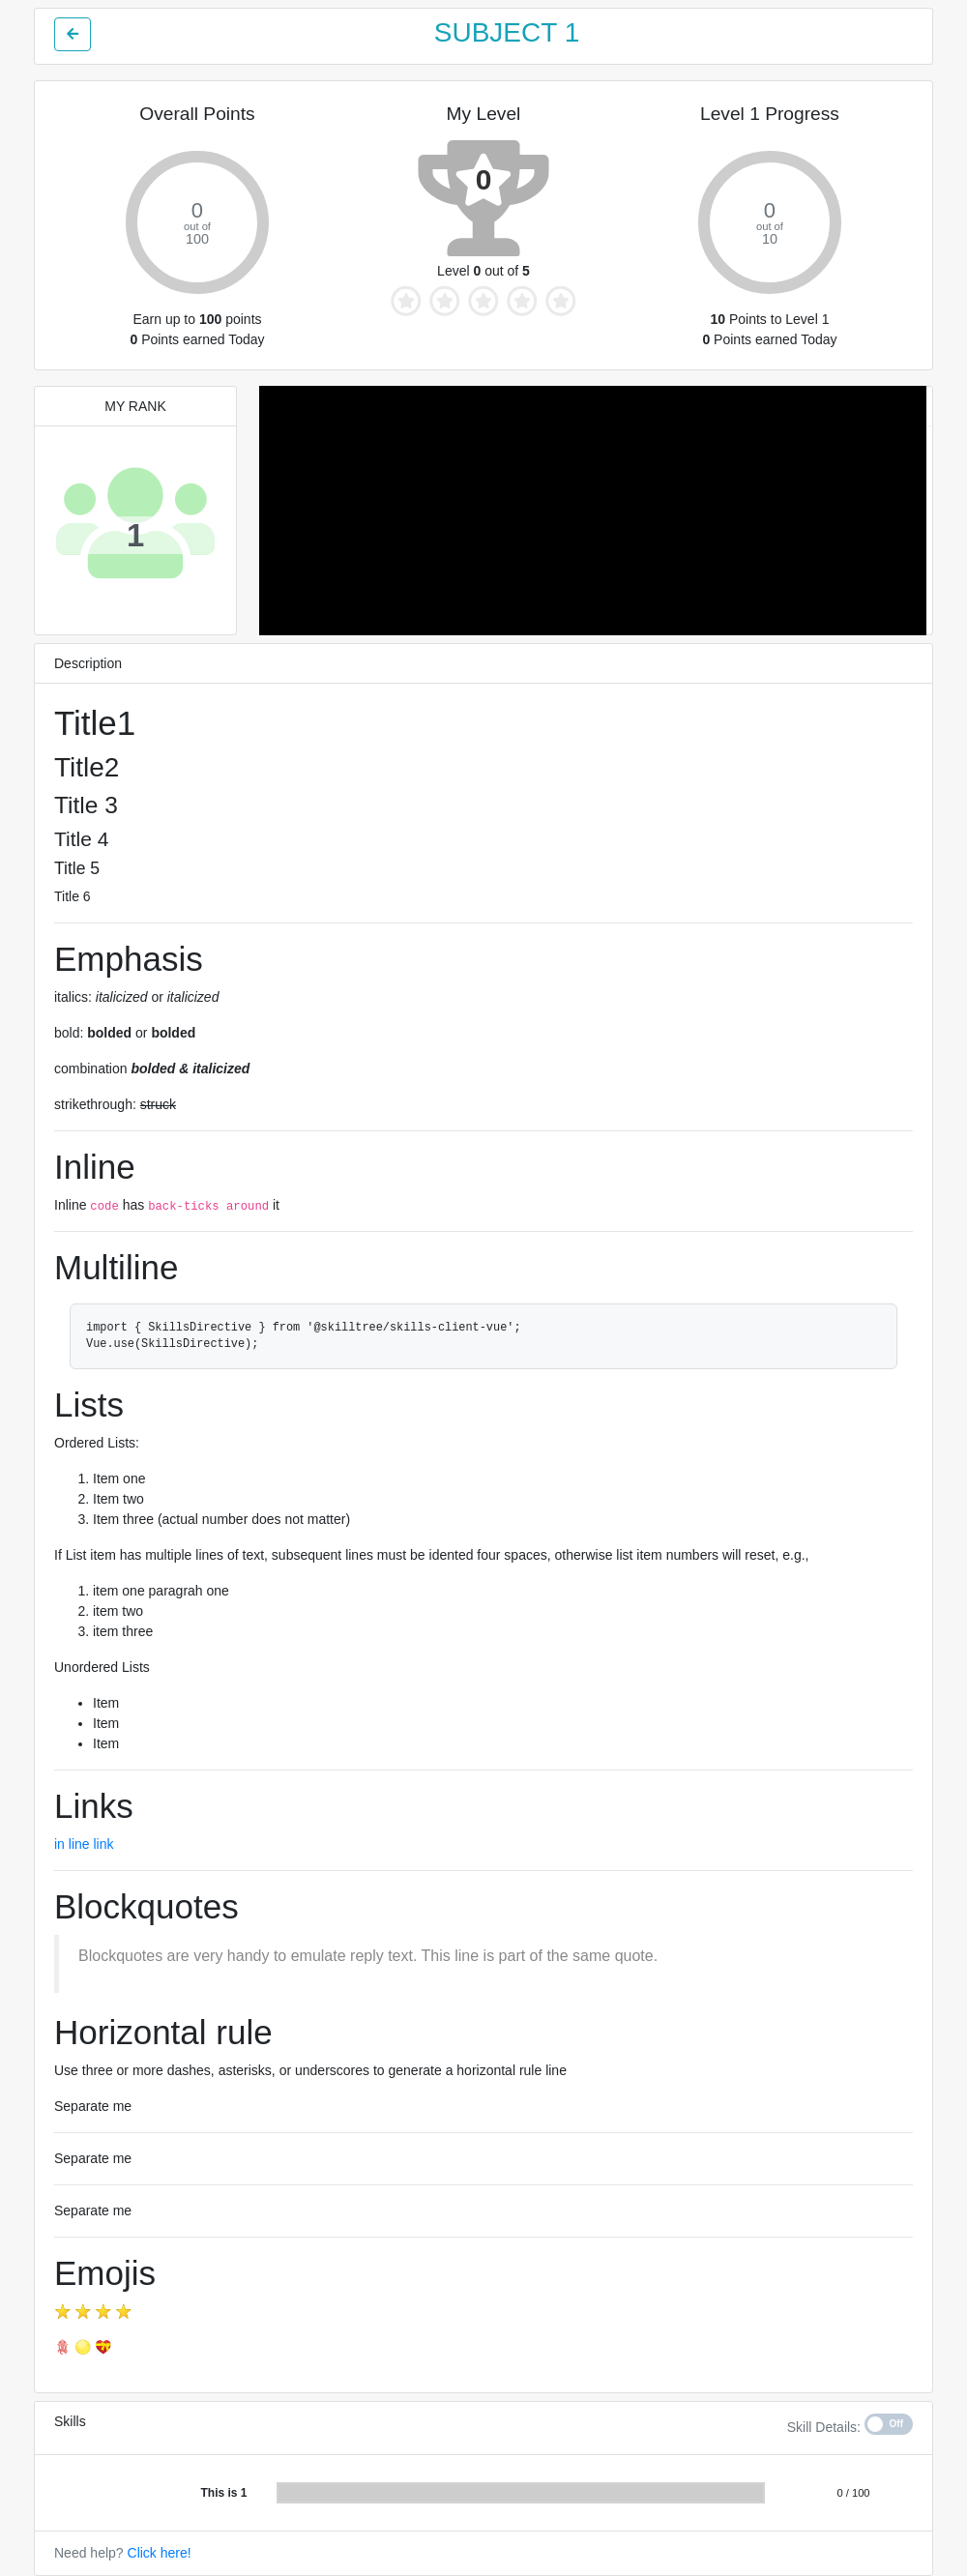 SUBJECT 1
Overall Points
My Level
Level 1 Progress
0
out of
100
0
0
out of
10
Level 0 out of 5
Earn up to 100 points
0 Points earned Today
10 Points to Level 1
0 Points earned Today
MY RANK
1
Description
Title1
Title2
Title 3
Title 4
Title 5
Title 6
Emphasis
italics: italicized or italicized
bold: bolded or bolded
combination bolded & italicized
strikethrough: struck
Inline
Inline code has back-ticks around it
Multiline
import { SkillsDirective } from '@skilltree/skills-client-vue';
Vue.use(SkillsDirective);
Lists
Ordered Lists:
1. Item one
2. Item two
3. Item three (actual number does not matter)
If List item has multiple lines of text, subsequent lines must be idented four spaces, otherwise list item numbers will reset, e.g.,
1. item one paragrah one
2. item two
3. item three
Unordered Lists
• Item
• Item
• Item
Links
in line link
Blockquotes
Blockquotes are very handy to emulate reply text. This line is part of the same quote.
Horizontal rule
Use three or more dashes, asterisks, or underscores to generate a horizontal rule line
Separate me
Separate me
Separate me
Emojis
Skills
Skill Details: Off
This is 1
0 / 100
Need help? Click here!